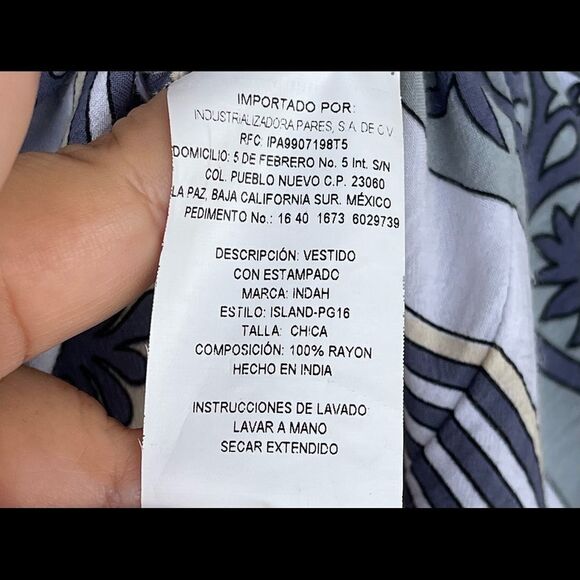 IMPORTADO POR:
INDUSTRIALIZADORA PARES, S.A. DE C.V
RFC: IPA9907198T5
DOMICILIO: 5 DE FEBRERO No. 5 Int. S/N
COL. PUEBLO NUEVO C.P. 23060
LA PAZ, BAJA CALIFORNIA SUR. MÉXICO
PEDIMENTO No.: 16 40 1673 6029739
DESCRIPCIÓN: VESTIDO
CON ESTAMPADO
MARCA: INDAH
ESTILO: ISLAND-PG16
TALLA: CHICA
COMPOSICIÓN: 100% RAYON
HECHO EN INDIA
INSTRUCCIONES DE LAVADO
LAVAR A MANO
SECAR EXTENDIDO